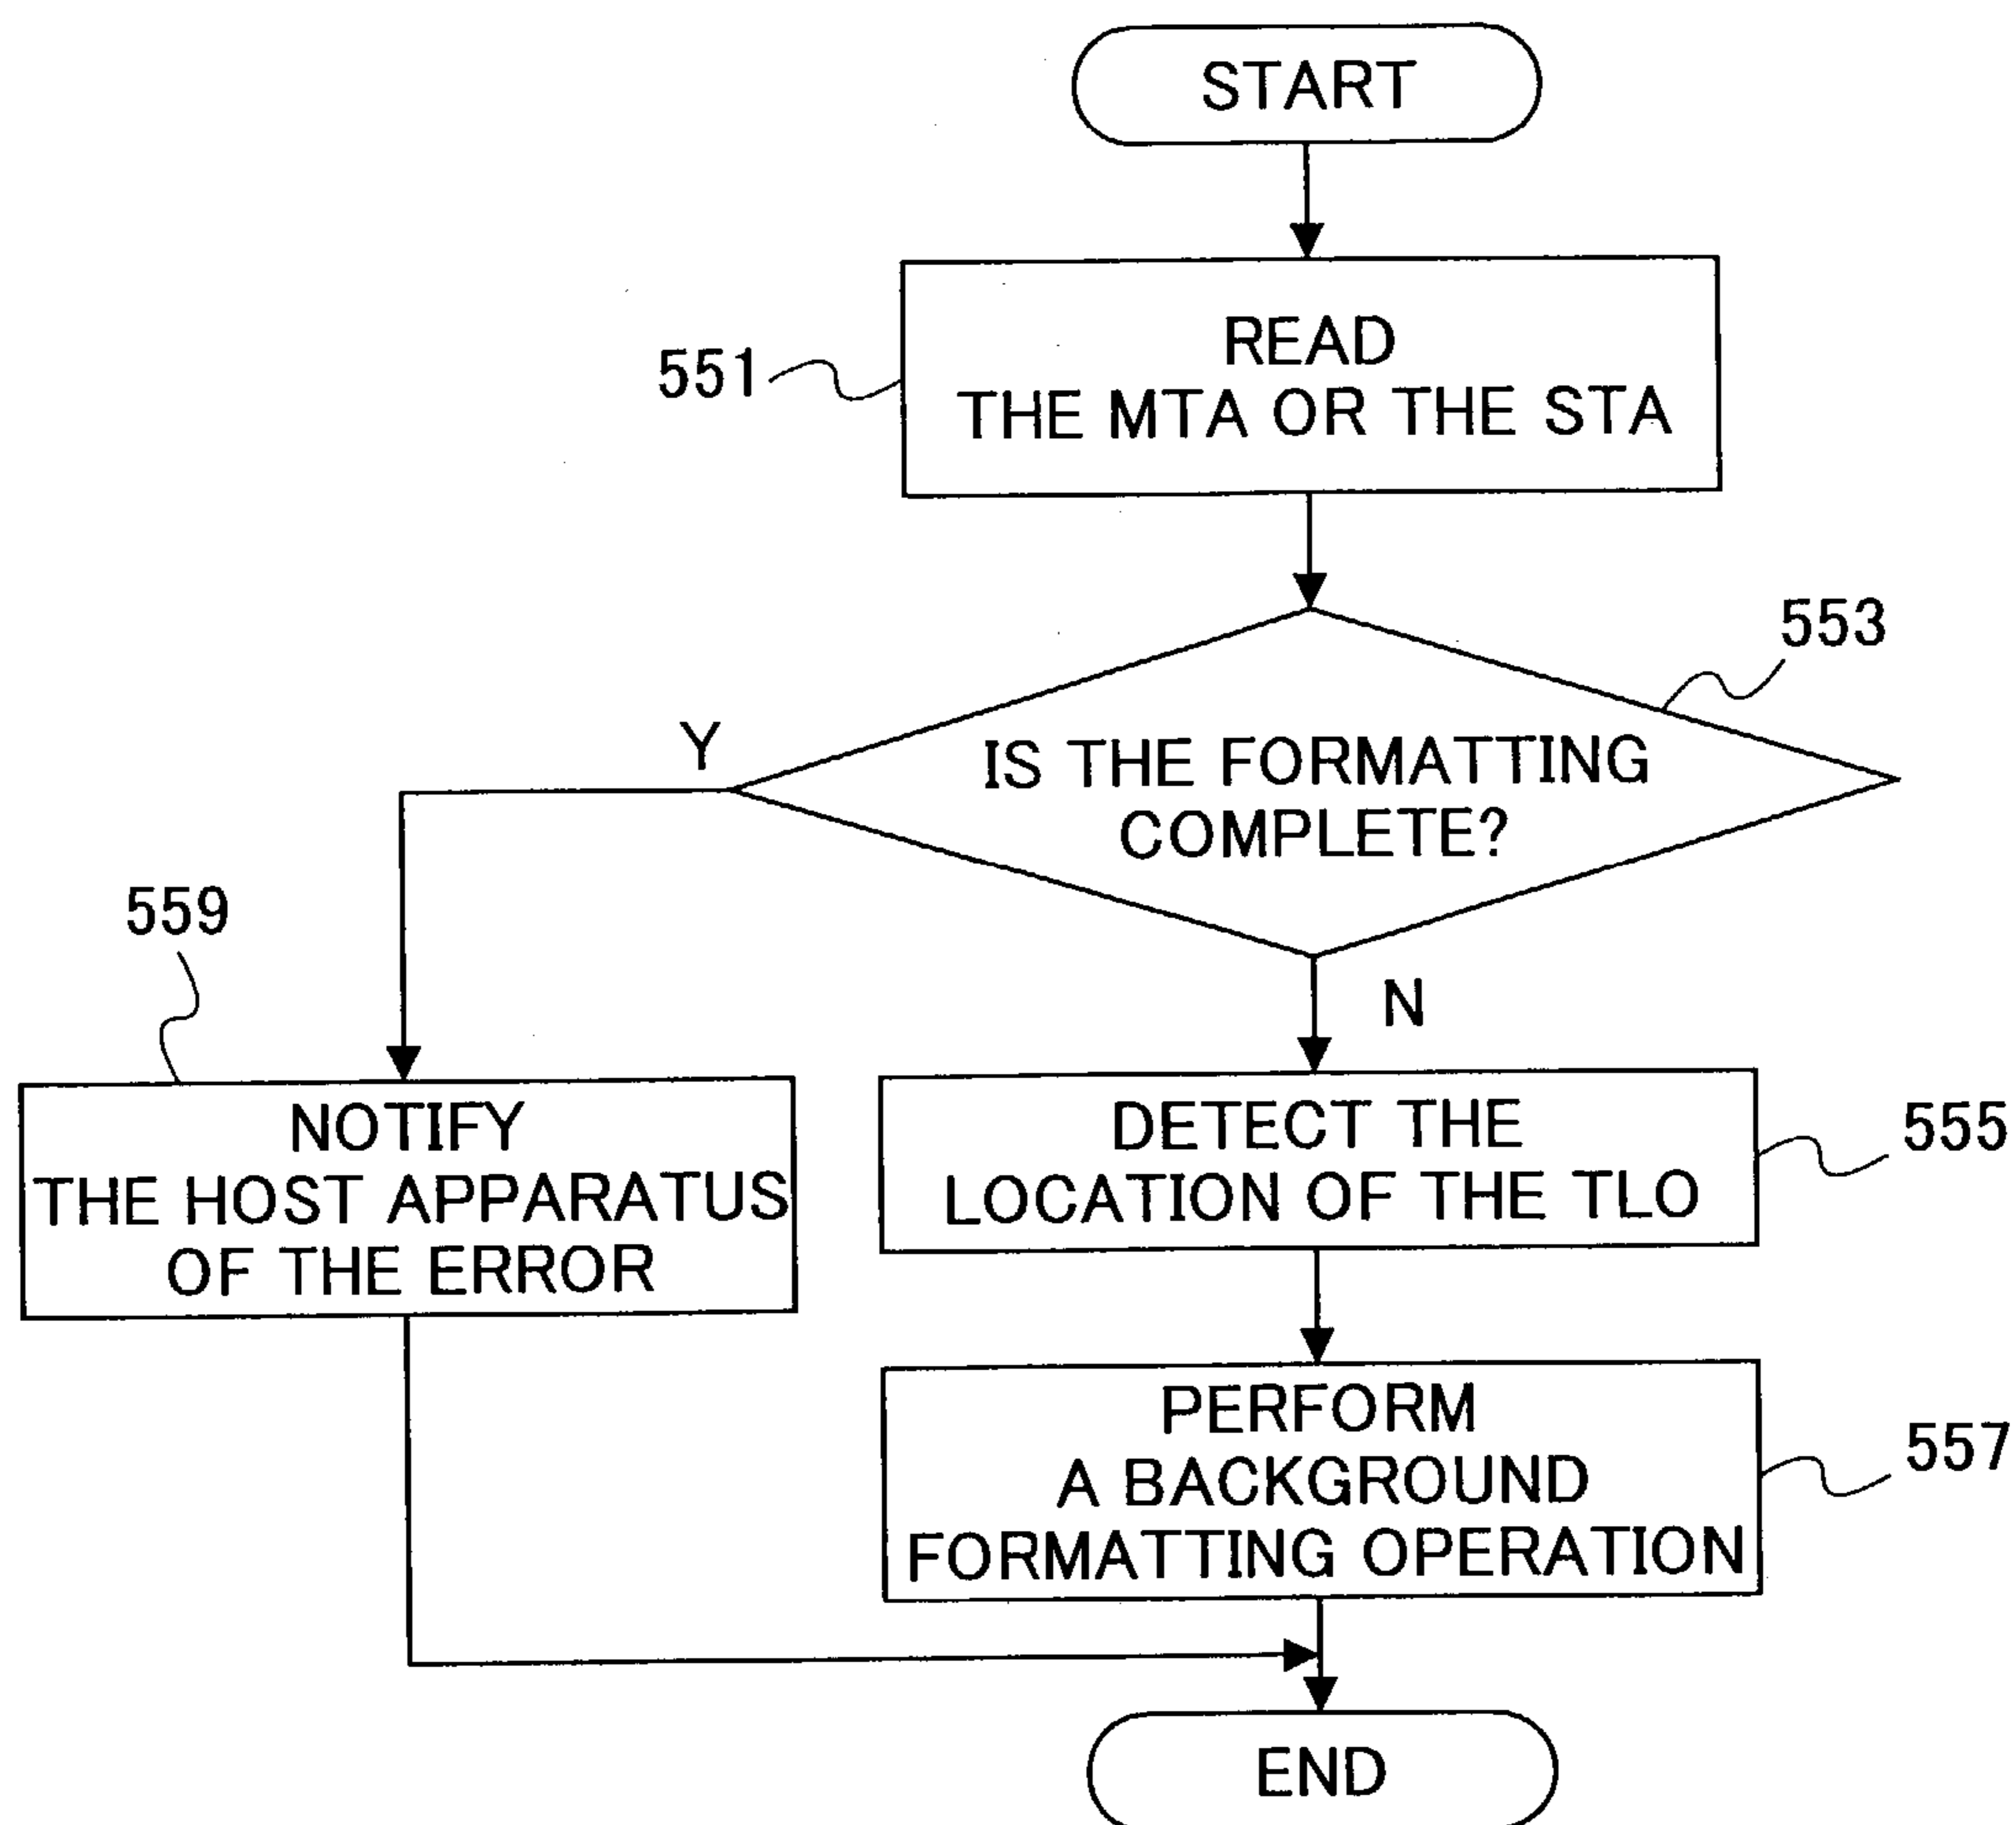 START
READ
THE MTA OR THE STA
551
553
IS THE FORMATTING
COMPLETE?
Y
N
559
NOTIFY
THE HOST APPARATUS
OF THE ERROR
DETECT THE
LOCATION OF THE TLO
555
PERFORM
A BACKGROUND
FORMATTING OPERATION
557
END